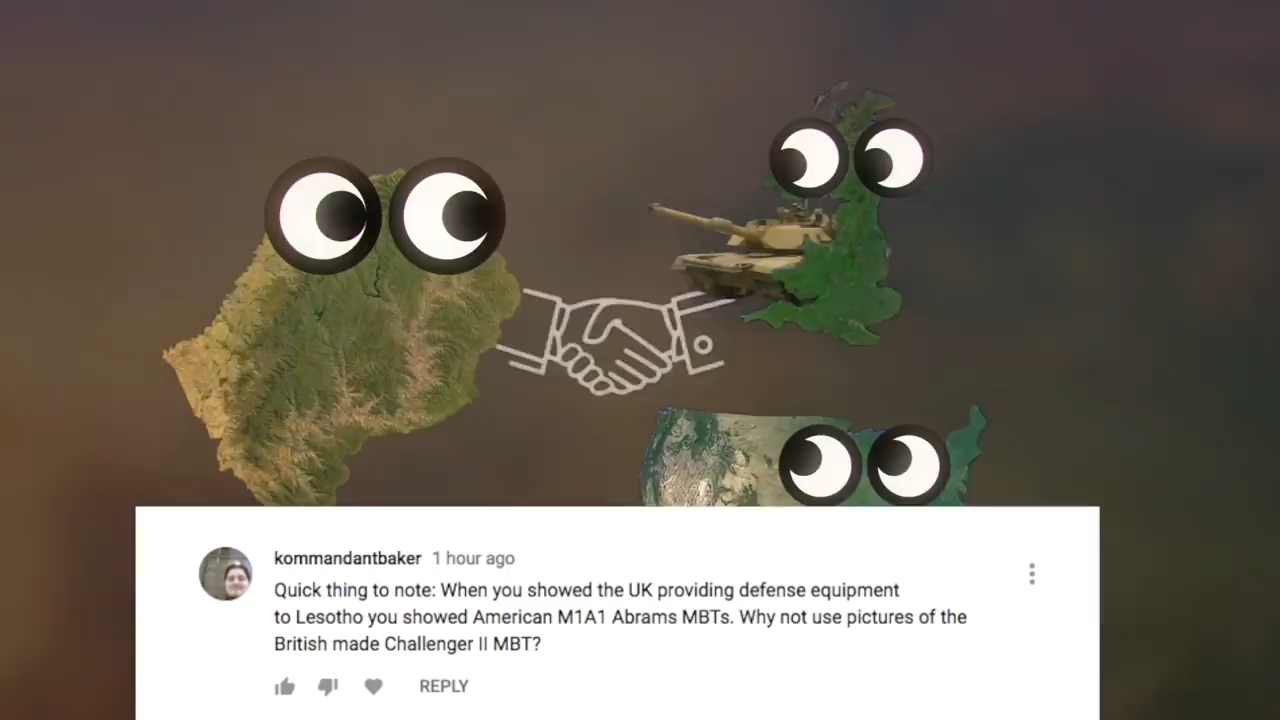 kommandantbaker 1 hour ago
Quick thing to note: When you showed the UK providing defense equipment
to Lesotho you showed American M1A1 Abrams MBTs. Why not use pictures of the
British made Challenger II MBT?
REPLY